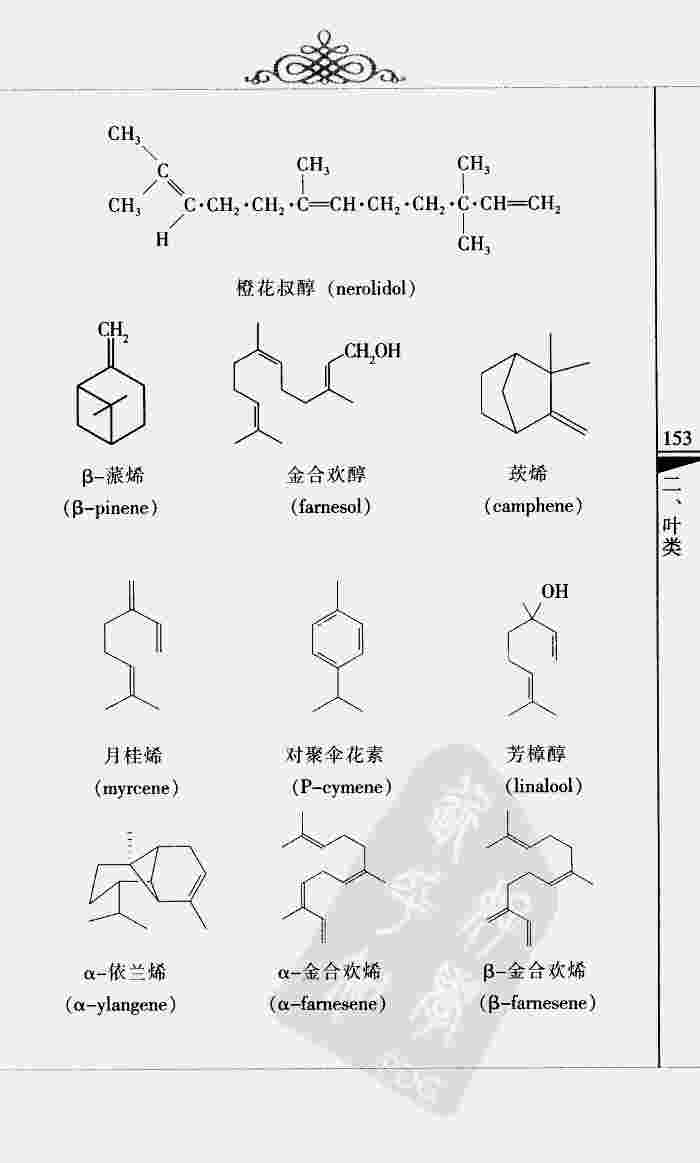 CH₃
CH₃ CH₃
C
CH₃ C·CH₂·CH₂·C=CH·CH₂·CH₂·C·CH=CH₂
H CH₃
橙花叔醇 (nerolidol)
CH₂
CH₂OH
153
β-蒎烯 金合欢醇 莰烯
(β-pinene) (farnesol) (camphene)
二、叶类
OH
月桂烯 对聚伞花素 芳樟醇
(myrcene) (P-cymene) (linalool)
α-依兰烯 α-金合欢烯 β-金合欢烯
(α-ylangene) (α-farnesene) (β-farnesene)